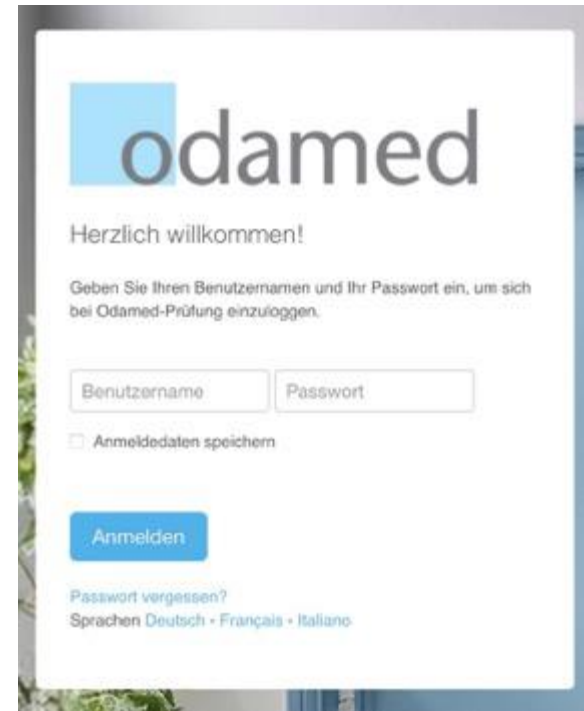 odamed
Herzlich willkommen!
Geben Sie Ihren Benutzernamen und Ihr Passwort ein, um sich
bei Odamed-Prüfung einzuloggen.
Benutzername Passwort
Anmeldedaten speichern
Anmelden
Passwort vergessen?
Sprachen Deutsch • Français • Italiano